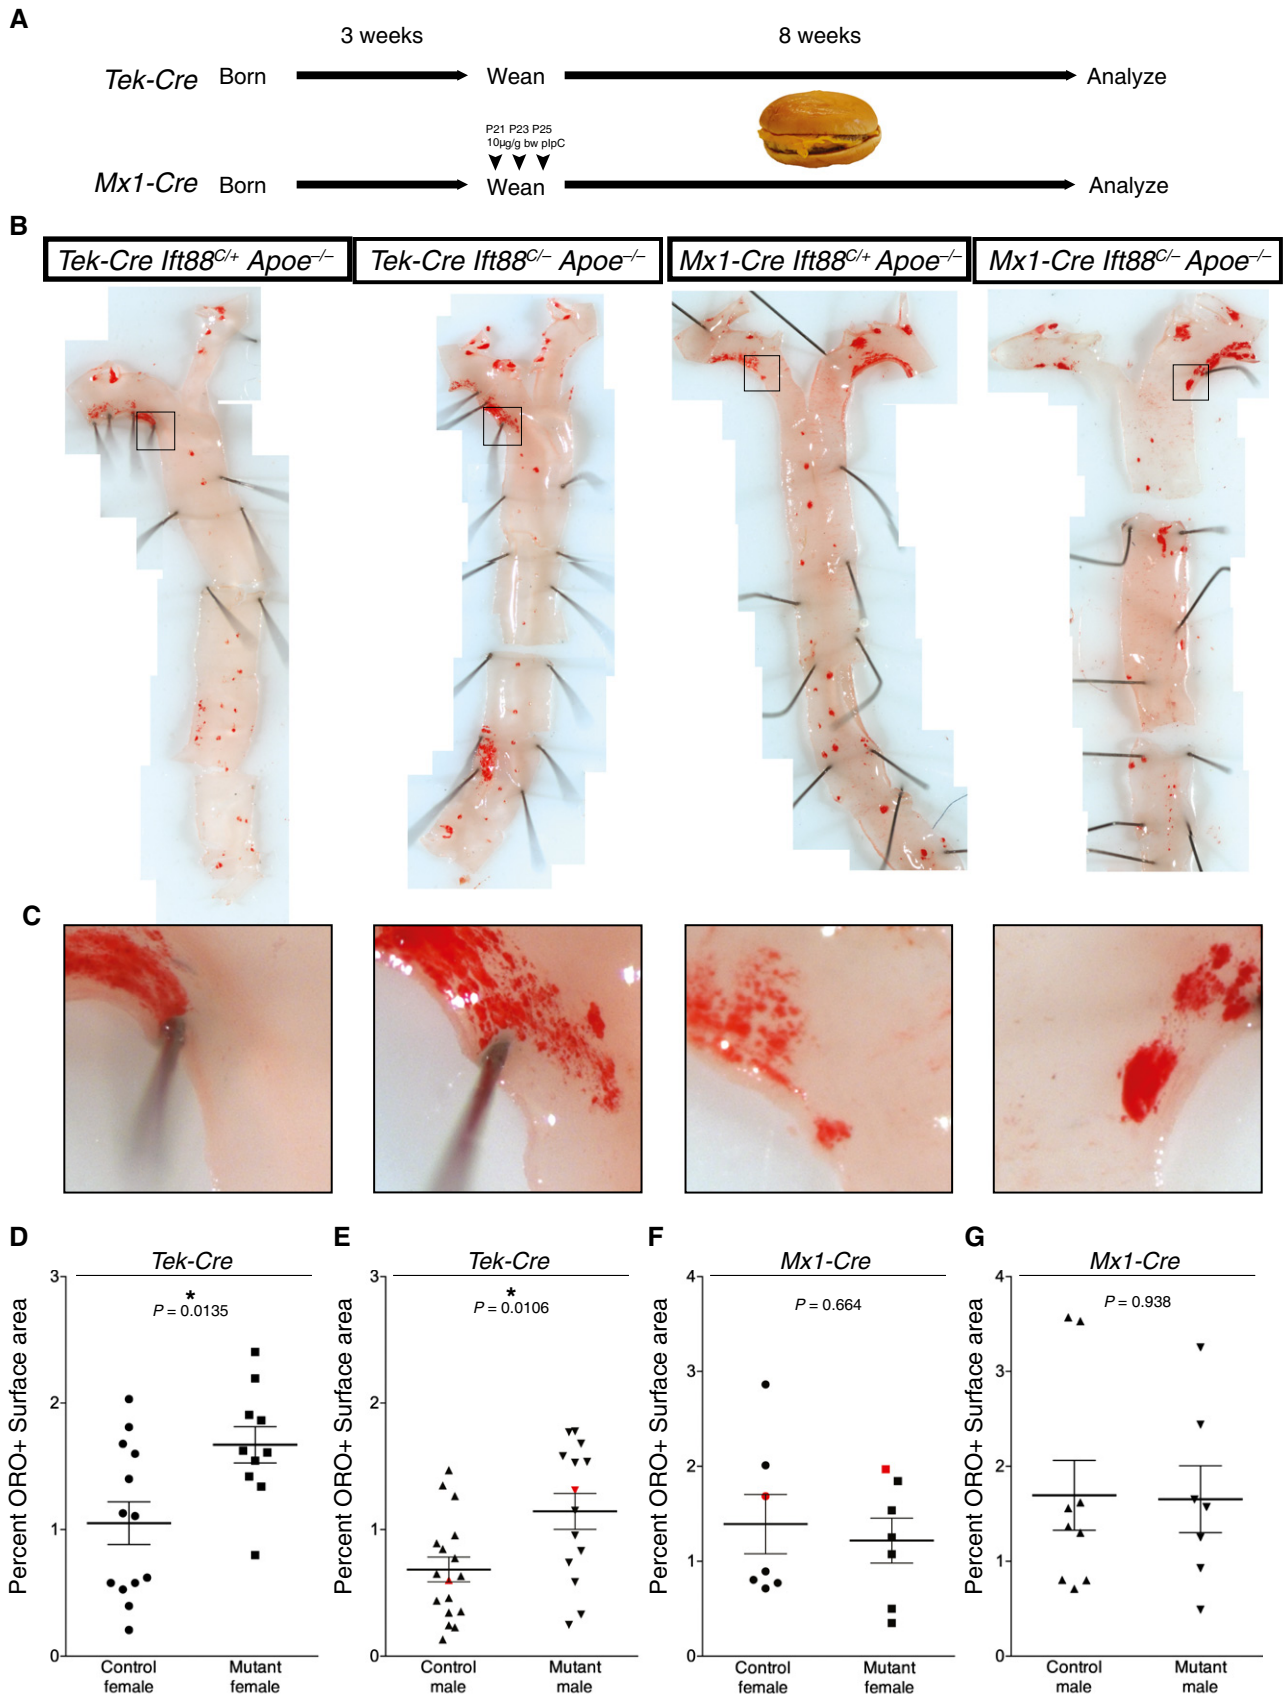 A
3 weeks
8 weeks
Tek-Cre Born Wean Analyze
P21 P23 P25
10µg/g bw pIpC
Mx1-Cre Born Wean Analyze
B
Tek-Cre Ift88C/+ Apoe–/–
Tek-Cre Ift88C/– Apoe–/–
Mx1-Cre Ift88C/+ Apoe–/–
Mx1-Cre Ift88C/– Apoe–/–
C
D
Tek-Cre
*
P = 0.0135
Percent ORO+ Surface area
3
2
1
0
Control
female
Mutant
female
E
Tek-Cre
*
P = 0.0106
Percent ORO+ Surface area
3
2
1
0
Control
male
Mutant
male
F
Mx1-Cre
P = 0.664
Percent ORO+ Surface area
4
3
2
1
0
Control
female
Mutant
female
G
Mx1-Cre
P = 0.938
Percent ORO+ Surface area
4
3
2
1
0
Control
male
Mutant
male